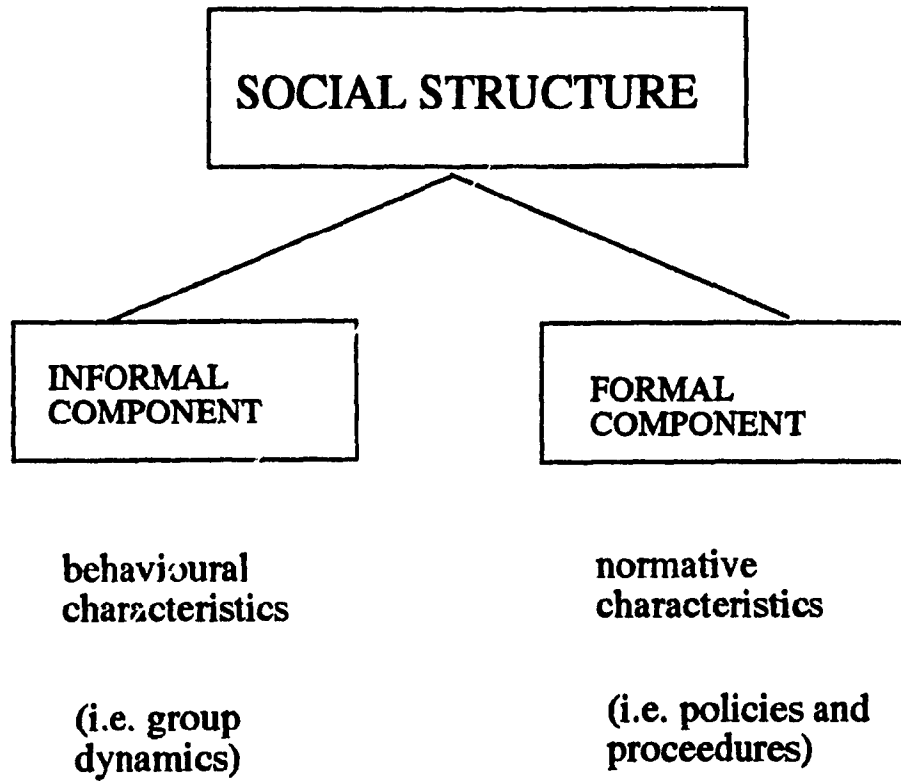 SOCIAL STRUCTURE
INFORMAL
COMPONENT
FORMAL
COMPONENT
behavioural
characteristics
normative
characteristics
(i.e. group
dynamics)
(i.e. policies and
proceedures)